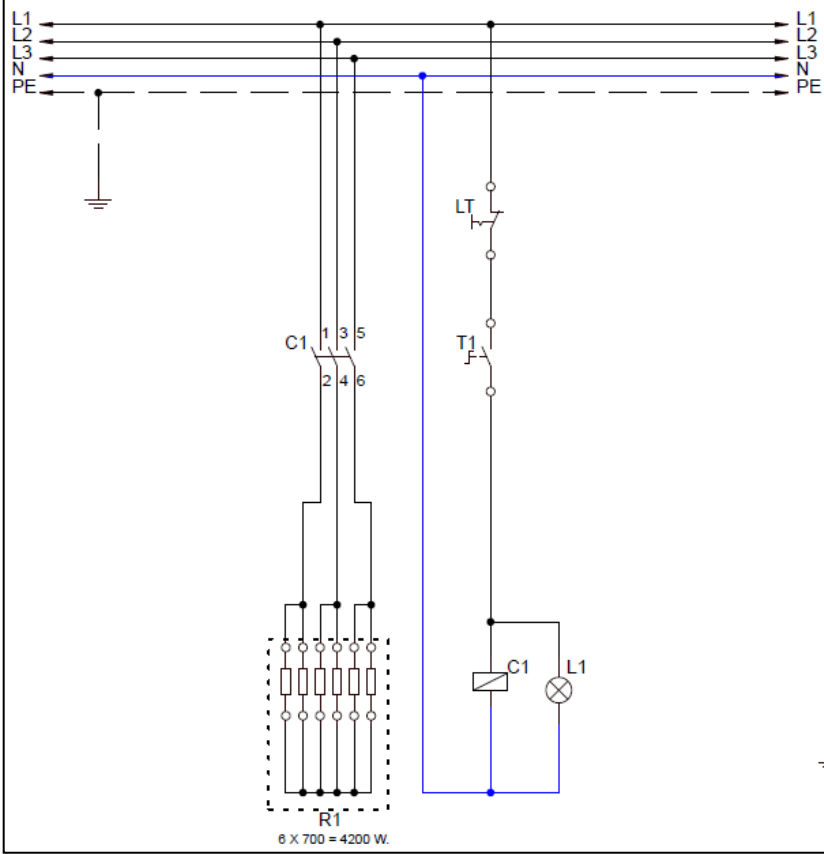 L1 L1
L2 L2
L3 L3
N N
PE PE
LT
C1 1 3 5 T1
2 4 6
C1 L1
R1
6 X 700 = 4200 W.